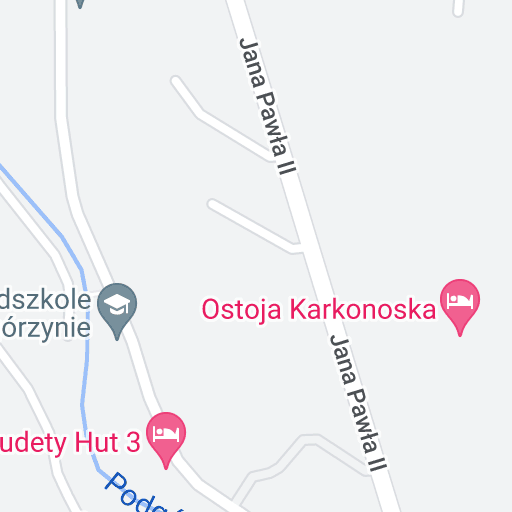 Jana Pawła II
dszkole
órzynie
Ostoja Karkonoska
Jana Pawła II
udety Hut 3